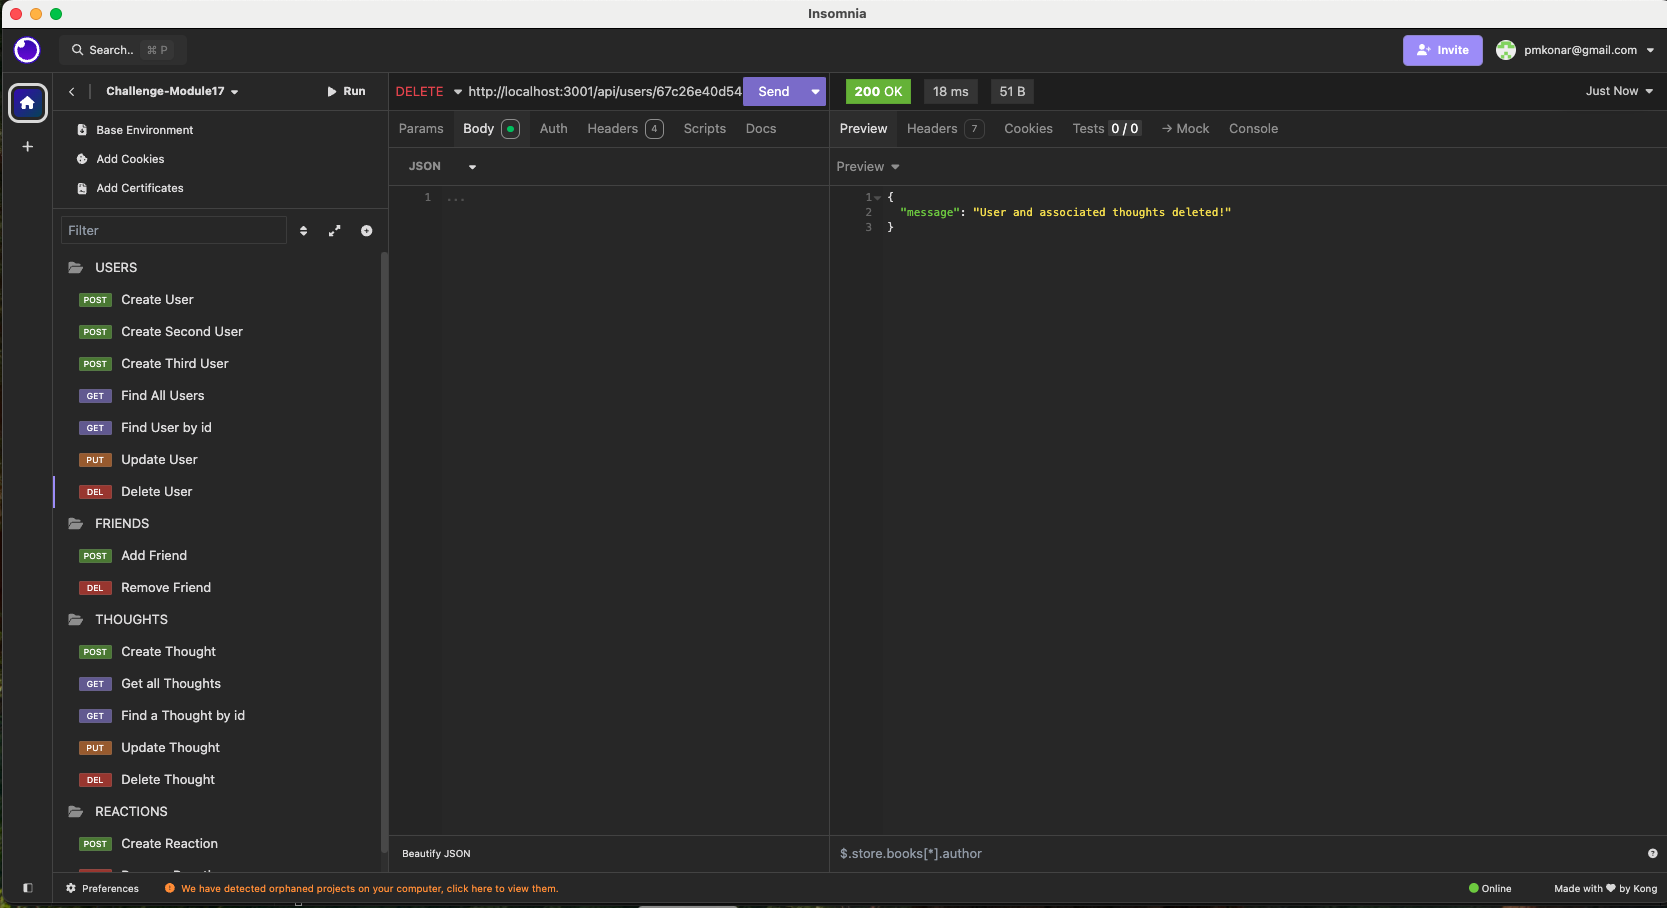 Insomnia
Search.. ⌘ P
Invite
pmkonar@gmail.com
Challenge-Module17
Run
Base Environment
Add Cookies
Add Certificates
Filter
USERS
POST Create User
POST Create Second User
POST Create Third User
GET Find All Users
GET Find User by id
PUT Update User
DEL Delete User
FRIENDS
POST Add Friend
DEL Remove Friend
THOUGHTS
POST Create Thought
GET Get all Thoughts
GET Find a Thought by id
PUT Update Thought
DEL Delete Thought
REACTIONS
POST Create Reaction
DELETE http://localhost:3001/api/users/67c26e40d54 Send
Params Body Auth Headers 4 Scripts Docs
JSON
1 ...
Beautify JSON
200 OK 18 ms 51 B Just Now
Preview Headers 7 Cookies Tests 0 / 0 → Mock Console
Preview
1 {
2 "message": "User and associated thoughts deleted!"
3 }
$.store.books[*].author
Preferences
We have detected orphaned projects on your computer, click here to view them.
Online
Made with ♥ by Kong